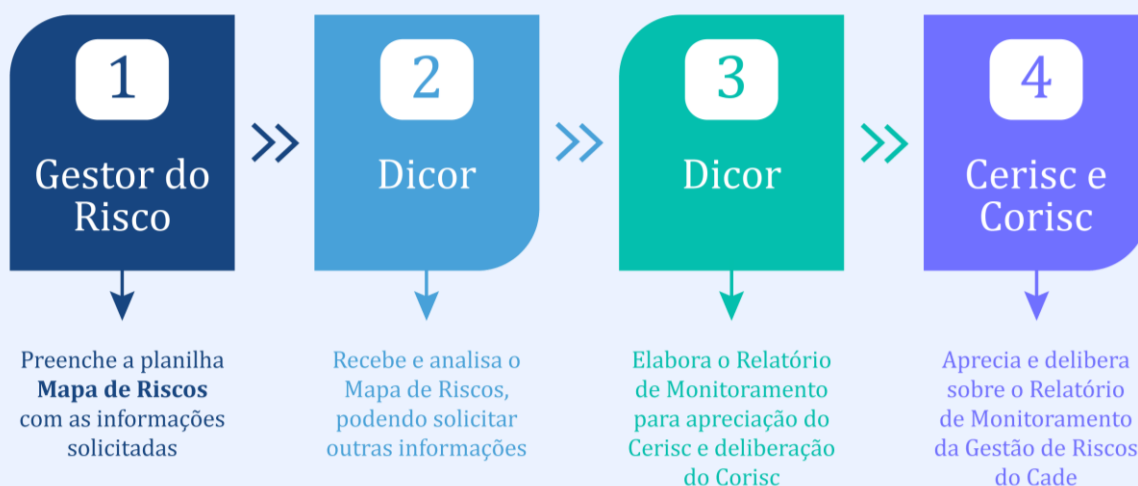 1
Gestor do
Risco
Preenche a planilha
Mapa de Riscos
com as informações
solicitadas
2
Dicor
Recebe e analisa o
Mapa de Riscos,
podendo solicitar
outras informações
3
Dicor
Elabora o Relatório
de Monitoramento
para apreciação do
Cerisc e deliberação
do Corisc
4
Cerisc e
Corisc
Aprecia e delibera
sobre o Relatório
de Monitoramento
da Gestão de Riscos
do Cade